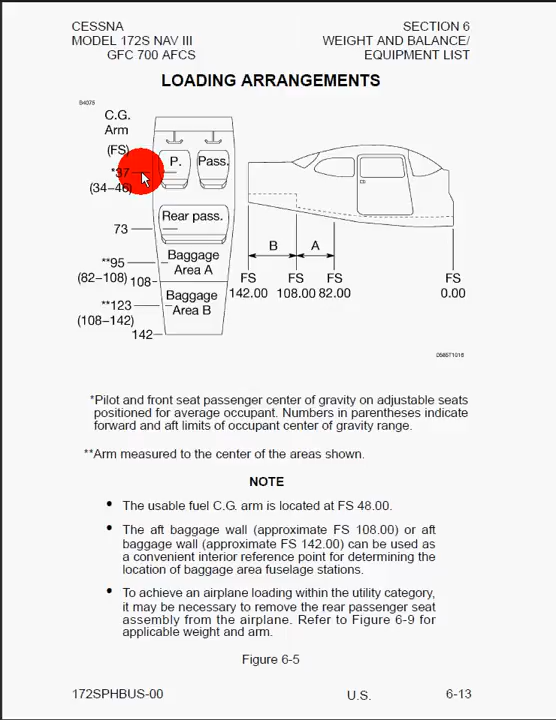 CESSNA
MODEL 172S NAV III
GFC 700 AFCS
SECTION 6
WEIGHT AND BALANCE/
EQUIPMENT LIST
LOADING ARRANGEMENTS
B4075
C.G.
Arm
(FS)
*37
(34–46)
P. Pass.
73
Rear pass.
**95
(82–108)
Baggage
Area A
108
**123
(108–142)
Baggage
Area B
142
B A
FS FS FS FS
142.00 108.00 82.00 0.00
0585T1018
*Pilot and front seat passenger center of gravity on adjustable seats
positioned for average occupant. Numbers in parentheses indicate
forward and aft limits of occupant center of gravity range.
**Arm measured to the center of the areas shown.
NOTE
• The usable fuel C.G. arm is located at FS 48.00.
• The aft baggage wall (approximate FS 108.00) or aft
baggage wall (approximate FS 142.00) can be used as
a convenient interior reference point for determining the
location of baggage area fuselage stations.
• To achieve an airplane loading within the utility category,
it may be necessary to remove the rear passenger seat
assembly from the airplane. Refer to Figure 6-9 for
applicable weight and arm.
Figure 6-5
172SPHBUS-00 U.S. 6-13